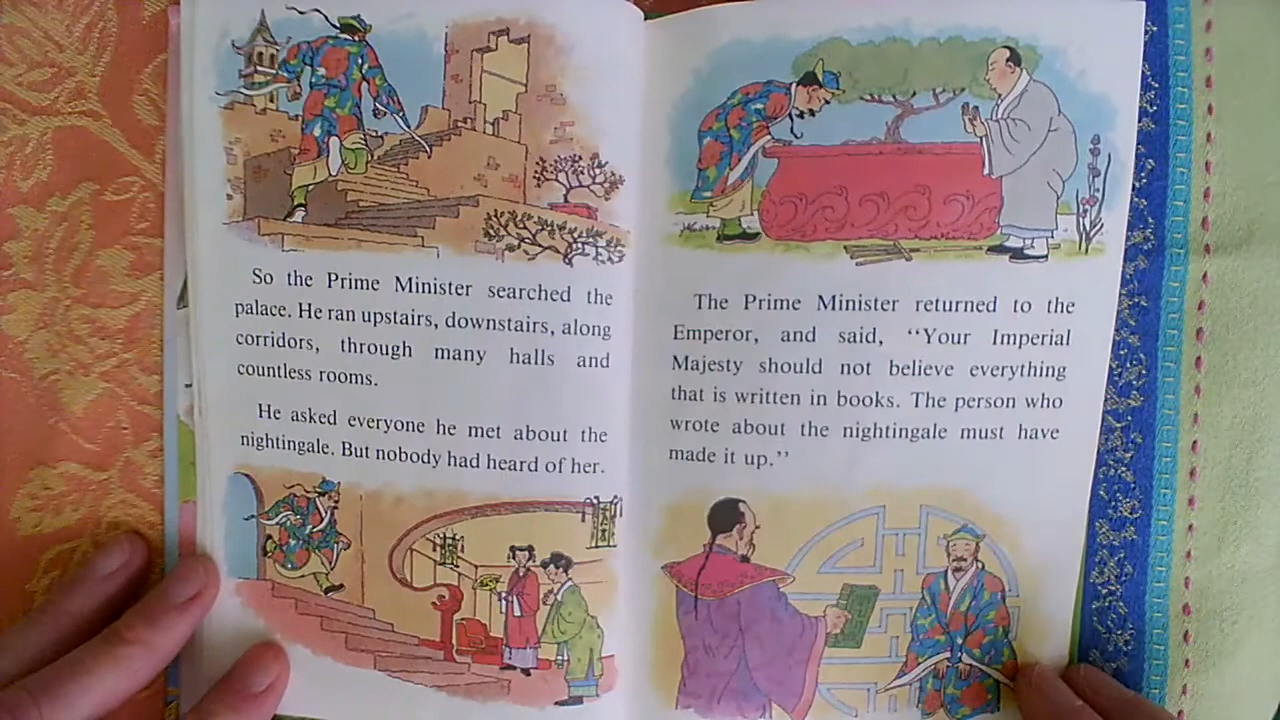 So the Prime Minister searched the
palace. He ran upstairs, downstairs, along
corridors, through many halls and
countless rooms.
He asked everyone he met about the
nightingale. But nobody had heard of her.
The Prime Minister returned to the
Emperor, and said, ‘‘Your Imperial
Majesty should not believe everything
that is written in books. The person who
wrote about the nightingale must have
made it up.’’